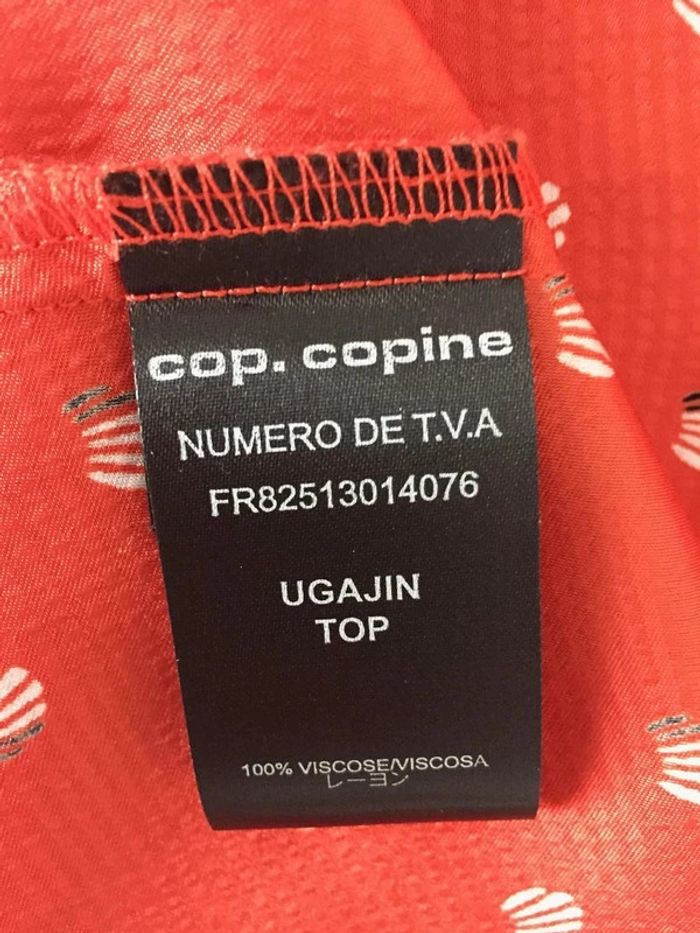 cop. copine
NUMERO DE T.V.A
FR82513014076
UGAJIN
TOP
100% VISCOSE/VISCOSA
レーヨン